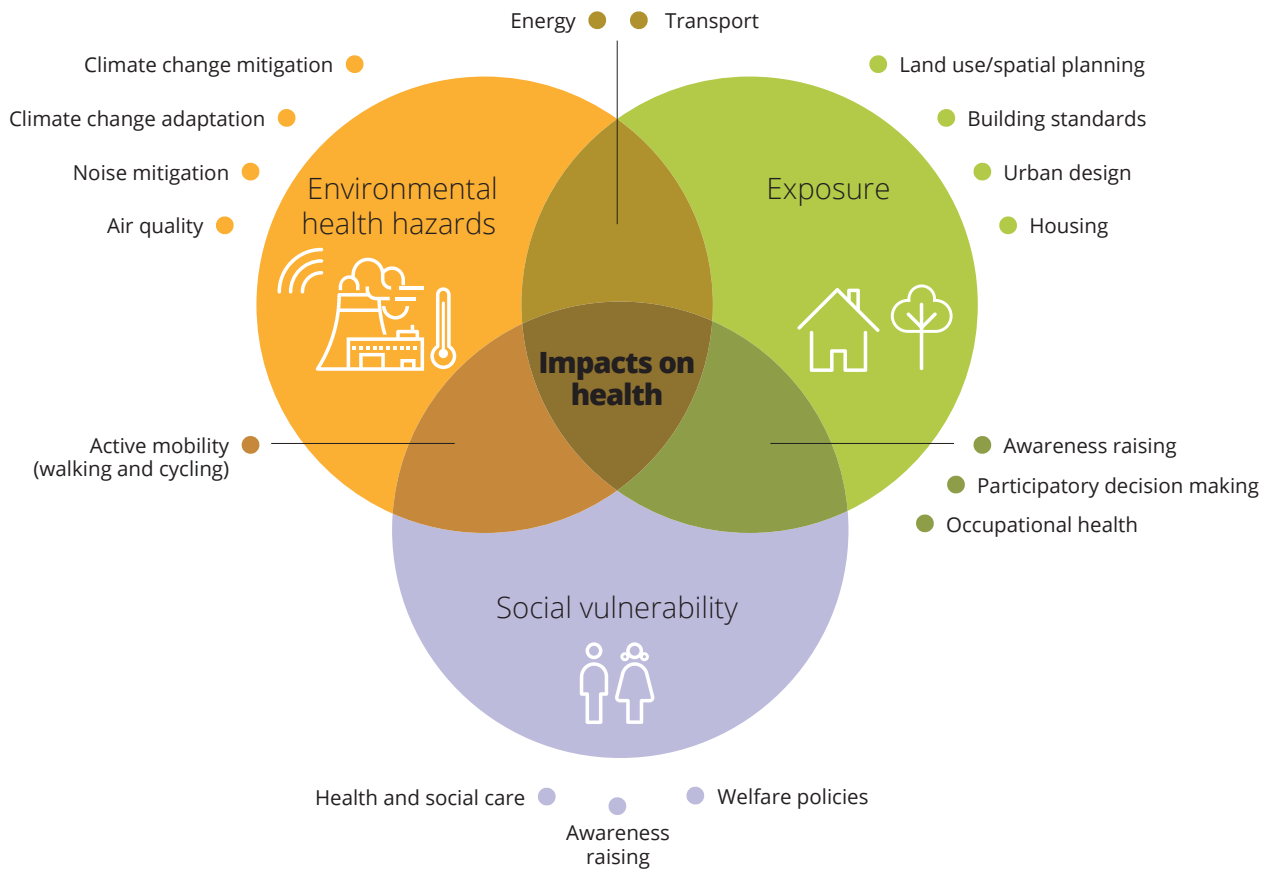 Energy
Transport
Climate change mitigation
Land use/spatial planning
Climate change adaptation
Building standards
Noise mitigation
Urban design
Air quality
Housing
Environmental
health hazards
Exposure
Impacts on
health
Active mobility
(walking and cycling)
Awareness raising
Participatory decision making
Occupational health
Social vulnerability
Health and social care
Welfare policies
Awareness
raising